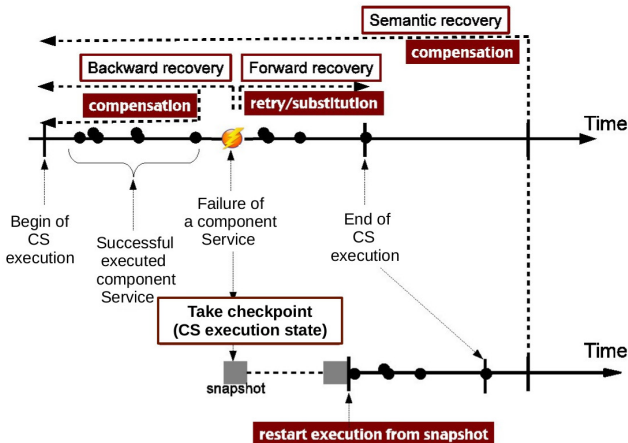 Semantic recovery
compensation
Backward recovery
Forward recovery
compensation
retry/substitution
Time
Begin of
CS
execution
Successful
executed
component
Service
Failure of
a component
Service
End of
CS
execution
Take checkpoint
(CS execution state)
Time
snapshot
restart execution from snapshot